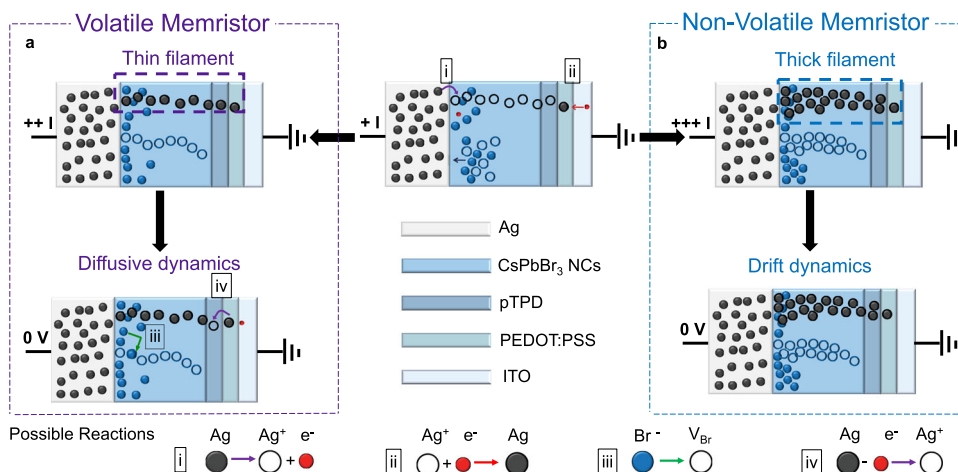 Volatile Memristor
a
Thin filament
++ I
Diffusive dynamics
iv
0 V
iii
i
ii
+ I
Ag
CsPbBr₃ NCs
pTPD
PEDOT:PSS
ITO
Non-Volatile Memristor
b
Thick filament
+++ I
Drift dynamics
0 V
Possible Reactions
i
Ag Ag⁺ e⁻
+
ii
Ag⁺ e⁻ Ag
+
iii
Br⁻ V_Br
iv
Ag e⁻ Ag⁺
-